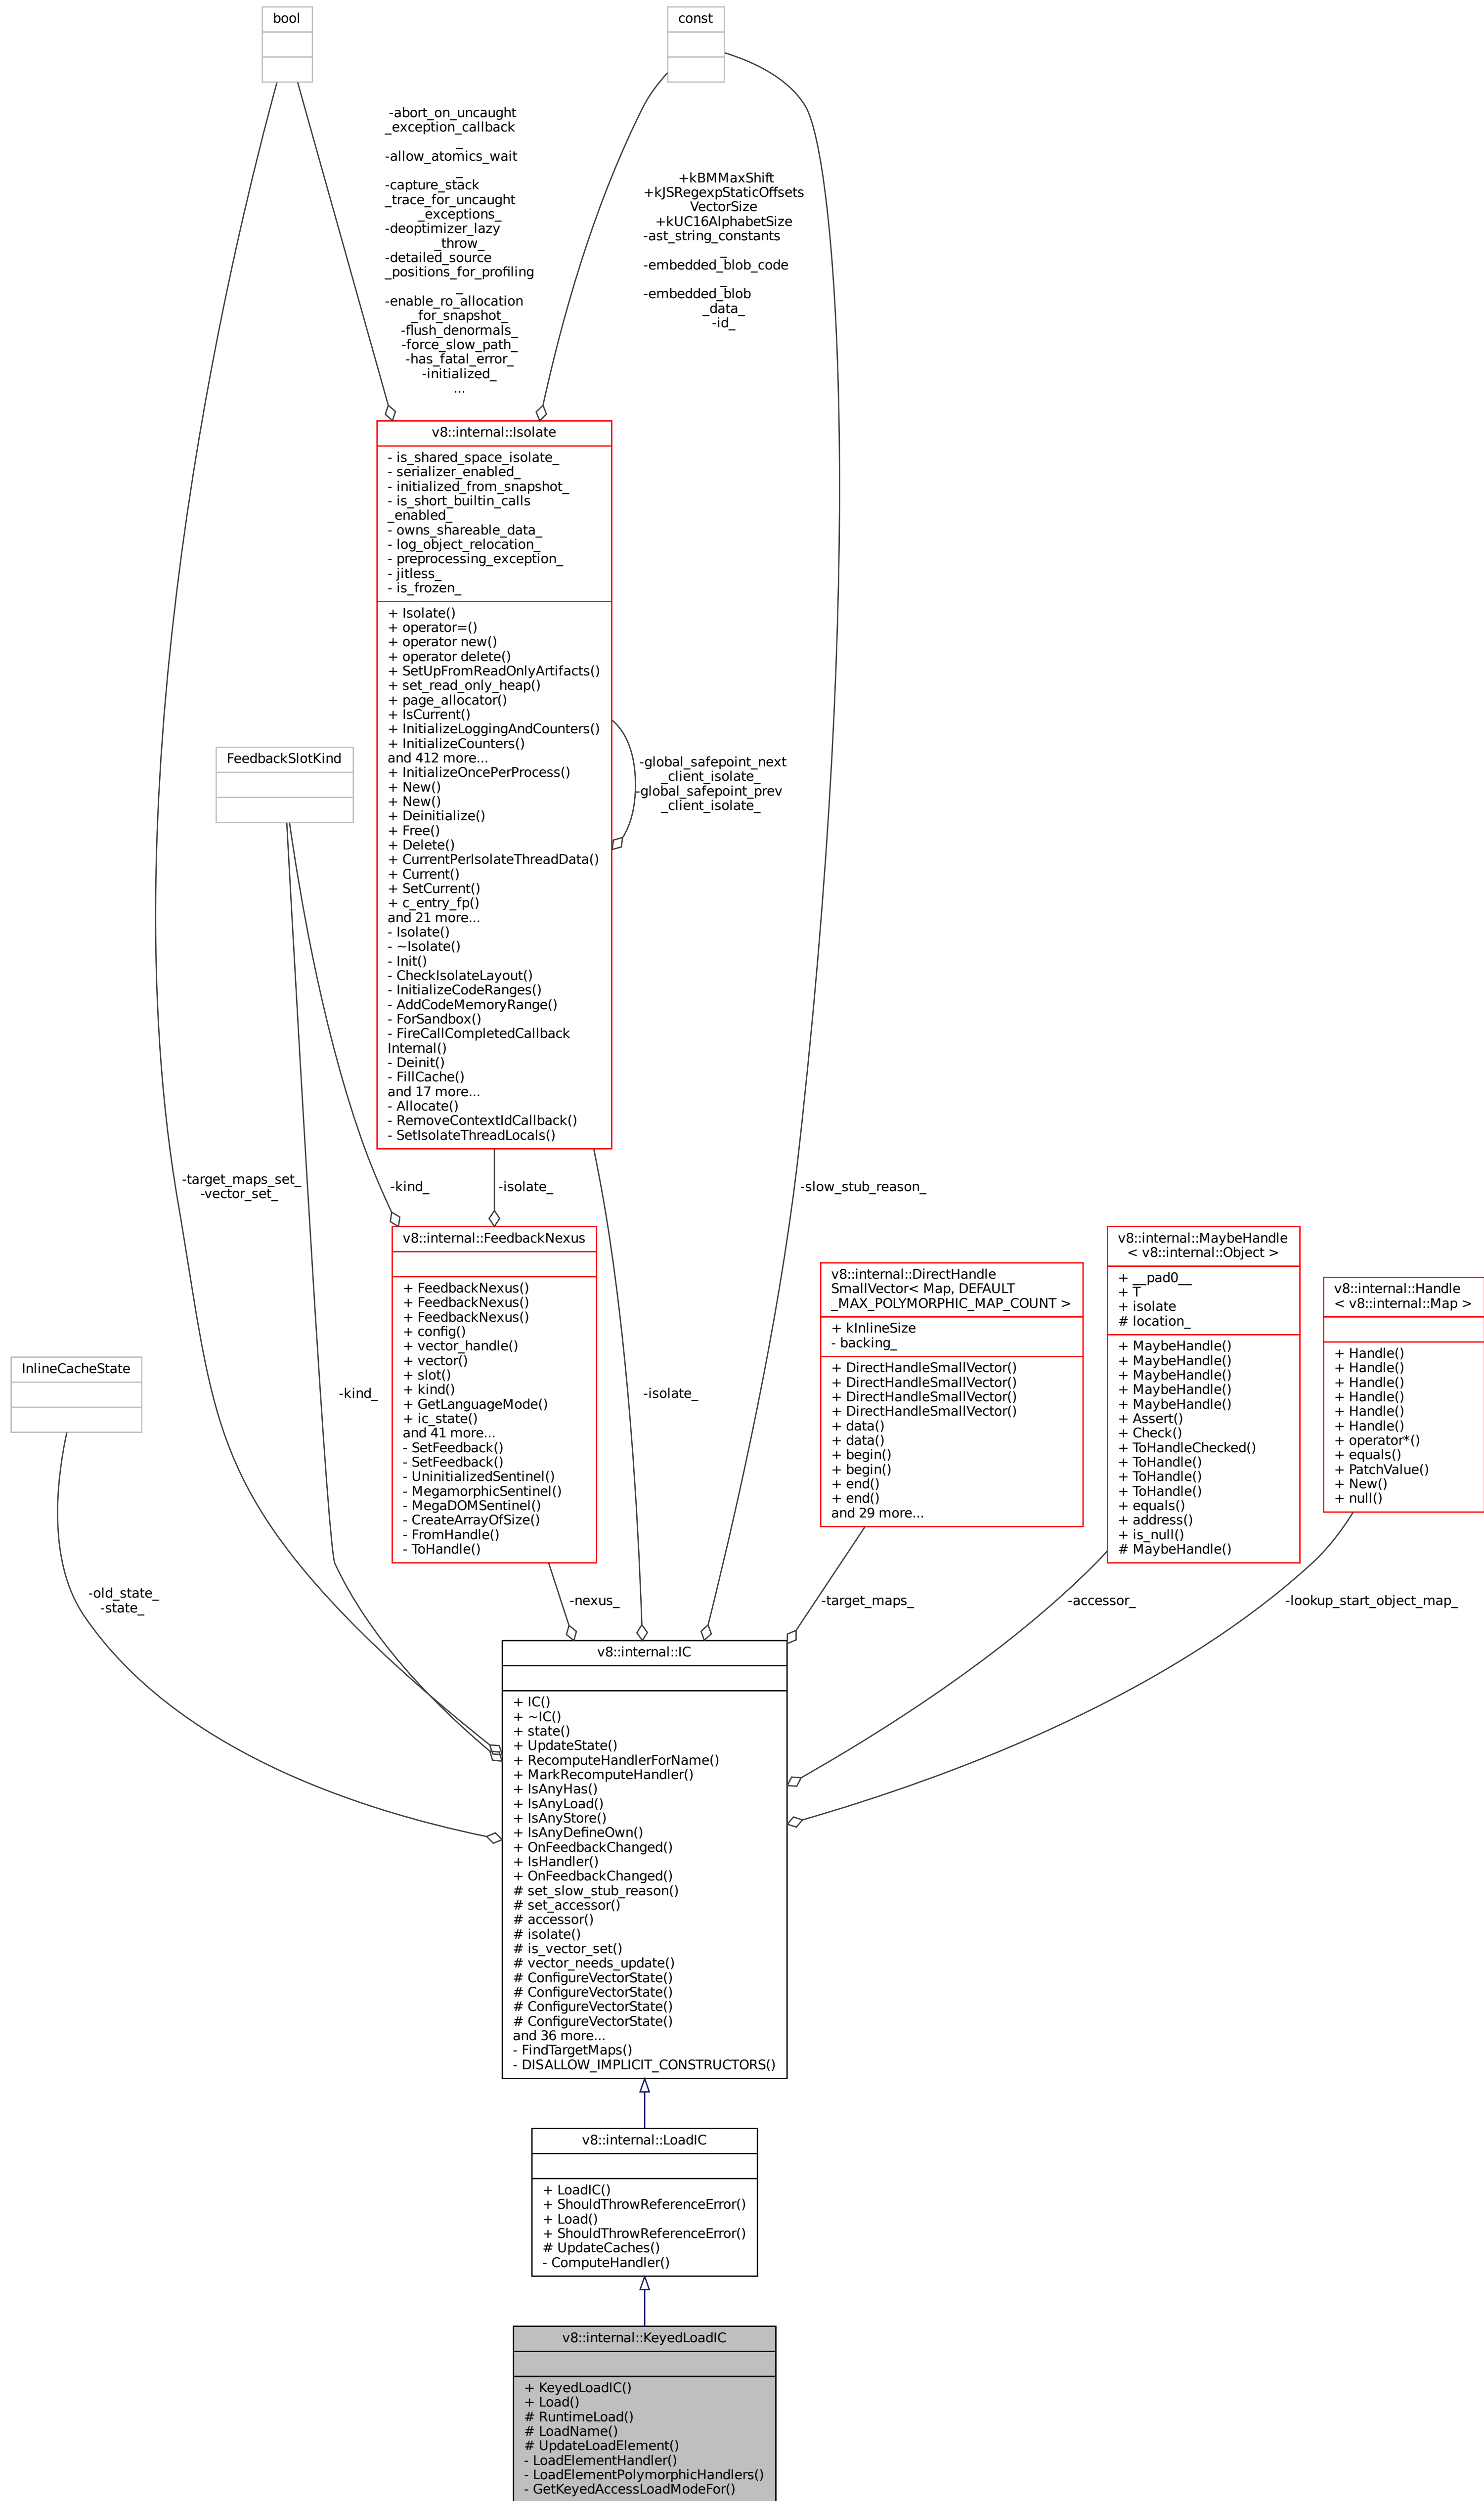 bool
const
-abort_on_uncaught
_exception_callback
_
-allow_atomics_wait
_
-capture_stack
_trace_for_uncaught
_exceptions_
-deoptimizer_lazy
_throw_
-detailed_source
_positions_for_profiling
_
-enable_ro_allocation
_for_snapshot_
-flush_denormals_
-force_slow_path_
-has_fatal_error_
-initialized_
...
+kBMMaxShift
+kJSRegexpStaticOffsets
VectorSize
+kUC16AlphabetSize
-ast_string_constants
_
-embedded_blob_code
_
-embedded_blob
_data_
-id_
v8::internal::Isolate
- is_shared_space_isolate_
- serializer_enabled_
- initialized_from_snapshot_
- is_short_builtin_calls
_enabled_
- owns_shareable_data_
- log_object_relocation_
- preprocessing_exception_
- jitless_
- is_frozen_
+ Isolate()
+ operator=()
+ operator new()
+ operator delete()
+ SetUpFromReadOnlyArtifacts()
+ set_read_only_heap()
+ page_allocator()
+ IsCurrent()
+ InitializeLoggingAndCounters()
+ InitializeCounters()
and 412 more...
+ InitializeOncePerProcess()
+ New()
+ New()
+ Deinitialize()
+ Free()
+ Delete()
+ CurrentPerIsolateThreadData()
+ Current()
+ SetCurrent()
+ c_entry_fp()
and 21 more...
- Isolate()
- ~Isolate()
- Init()
- CheckIsolateLayout()
- InitializeCodeRanges()
- AddCodeMemoryRange()
- ForSandbox()
- FireCallCompletedCallback
Internal()
- Deinit()
- FillCache()
and 17 more...
- Allocate()
- RemoveContextIdCallback()
- SetIsolateThreadLocals()
-global_safepoint_next
_client_isolate_
-global_safepoint_prev
_client_isolate_
FeedbackSlotKind
-target_maps_set_
-vector_set_
-kind_
-isolate_
-slow_stub_reason_
v8::internal::FeedbackNexus
+ FeedbackNexus()
+ FeedbackNexus()
+ FeedbackNexus()
+ config()
+ vector_handle()
+ vector()
+ slot()
+ kind()
+ GetLanguageMode()
+ ic_state()
and 41 more...
- SetFeedback()
- SetFeedback()
- UninitializedSentinel()
- MegamorphicSentinel()
- MegaDOMSentinel()
- CreateArrayOfSize()
- FromHandle()
- ToHandle()
v8::internal::DirectHandle
SmallVector< Map, DEFAULT
_MAX_POLYMORPHIC_MAP_COUNT >
+ kInlineSize
- backing_
+ DirectHandleSmallVector()
+ DirectHandleSmallVector()
+ DirectHandleSmallVector()
+ DirectHandleSmallVector()
+ data()
+ data()
+ begin()
+ begin()
+ end()
+ end()
and 29 more...
v8::internal::MaybeHandle
< v8::internal::Object >
+ __pad0__
+ T
+ isolate
# location_
+ MaybeHandle()
+ MaybeHandle()
+ MaybeHandle()
+ MaybeHandle()
+ MaybeHandle()
+ Assert()
+ Check()
+ ToHandleChecked()
+ ToHandle()
+ ToHandle()
+ ToHandle()
+ equals()
+ address()
+ is_null()
# MaybeHandle()
v8::internal::Handle
< v8::internal::Map >
+ Handle()
+ Handle()
+ Handle()
+ Handle()
+ Handle()
+ Handle()
+ operator*()
+ equals()
+ PatchValue()
+ New()
+ null()
InlineCacheState
-kind_
-isolate_
-old_state_
-state_
-nexus_
-target_maps_
-accessor_
-lookup_start_object_map_
v8::internal::IC
+ IC()
+ ~IC()
+ state()
+ UpdateState()
+ RecomputeHandlerForName()
+ MarkRecomputeHandler()
+ IsAnyHas()
+ IsAnyLoad()
+ IsAnyStore()
+ IsAnyDefineOwn()
+ OnFeedbackChanged()
+ IsHandler()
+ OnFeedbackChanged()
# set_slow_stub_reason()
# set_accessor()
# accessor()
# isolate()
# is_vector_set()
# vector_needs_update()
# ConfigureVectorState()
# ConfigureVectorState()
# ConfigureVectorState()
# ConfigureVectorState()
and 36 more...
- FindTargetMaps()
- DISALLOW_IMPLICIT_CONSTRUCTORS()
v8::internal::LoadIC
+ LoadIC()
+ ShouldThrowReferenceError()
+ Load()
+ ShouldThrowReferenceError()
# UpdateCaches()
- ComputeHandler()
v8::internal::KeyedLoadIC
+ KeyedLoadIC()
+ Load()
# RuntimeLoad()
# LoadName()
# UpdateLoadElement()
- LoadElementHandler()
- LoadElementPolymorphicHandlers()
- GetKeyedAccessLoadModeFor()